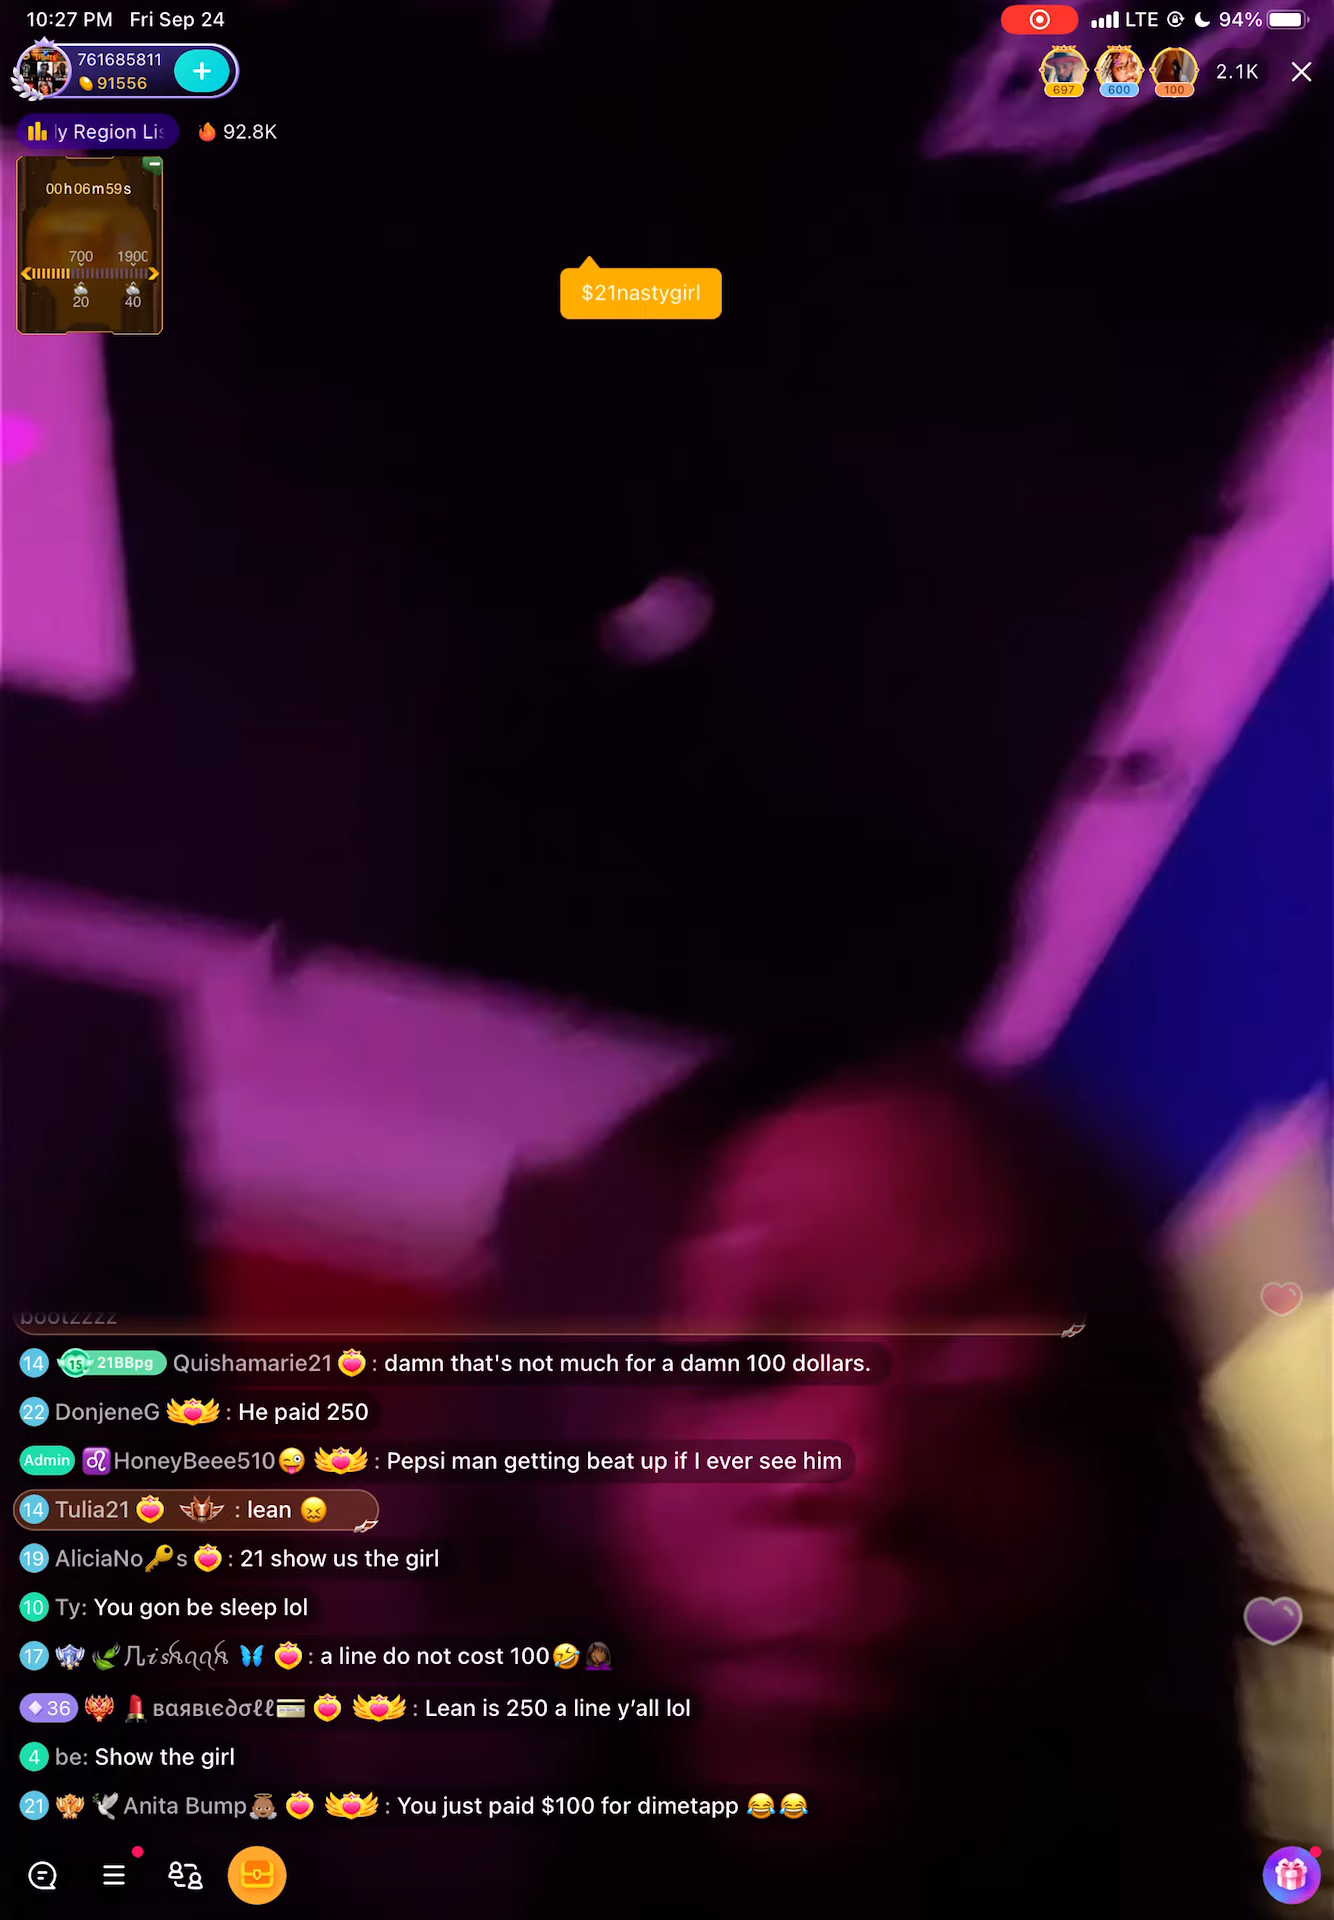 10:27 PM Fri Sep 24
LTE 94%
761685811
91556
697
600
100
2.1K
y Region Lis
92.8K
00h06m59s
700 1900
20 40
$21nastygirl
bootzzzz
14 15 21BBpg Quishamarie21: damn that's not much for a damn 100 dollars.
22 DonjeneG : He paid 250
Admin ♌HoneyBeee510😜 : Pepsi man getting beat up if I ever see him
14 Tulia21 : lean 😖
19 AliciaNo🔑s : 21 show us the girl
10 Ty: You gon be sleep lol
17 : a line do not cost 100🤣🙇🏾‍♀️
36 💄вαявιє∂σℓℓ💳 : Lean is 250 a line y’all lol
4 be: Show the girl
21 🕊Anita Bump👼🏽 : You just paid $100 for dimetapp 😂😂